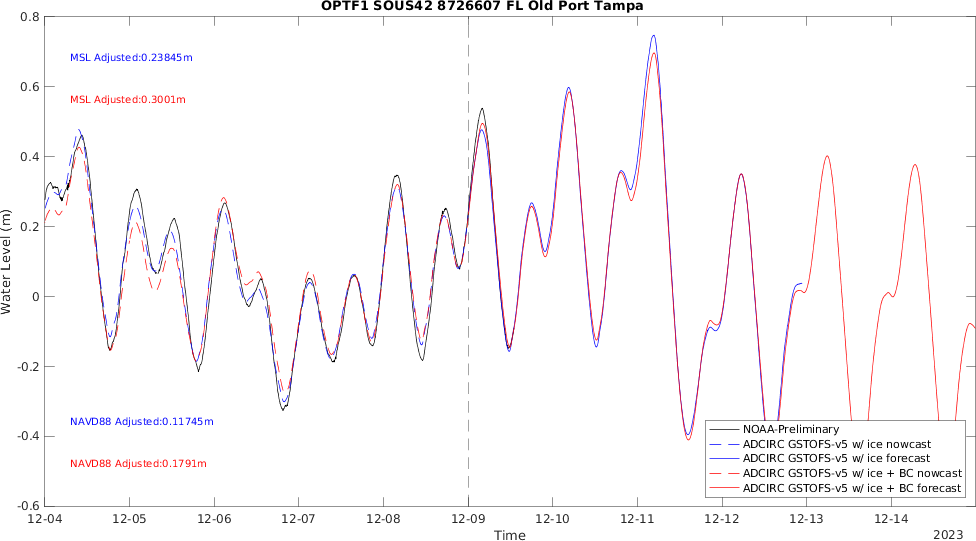 OPTF1 SOUS42 8726607 FL Old Port Tampa
0.8
0.6
0.4
0.2
0
-0.2
-0.4
-0.6
Water Level (m)
MSL Adjusted:0.23845m
MSL Adjusted:0.3001m
NAVD88 Adjusted:0.11745m
NAVD88 Adjusted:0.1791m
NOAA-Preliminary
ADCIRC GSTOFS-v5 w/ ice nowcast
ADCIRC GSTOFS-v5 w/ ice forecast
ADCIRC GSTOFS-v5 w/ ice + BC nowcast
ADCIRC GSTOFS-v5 w/ ice + BC forecast
12-04 12-05 12-06 12-07 12-08 12-09 12-10 12-11 12-12 12-13 12-14
Time
2023